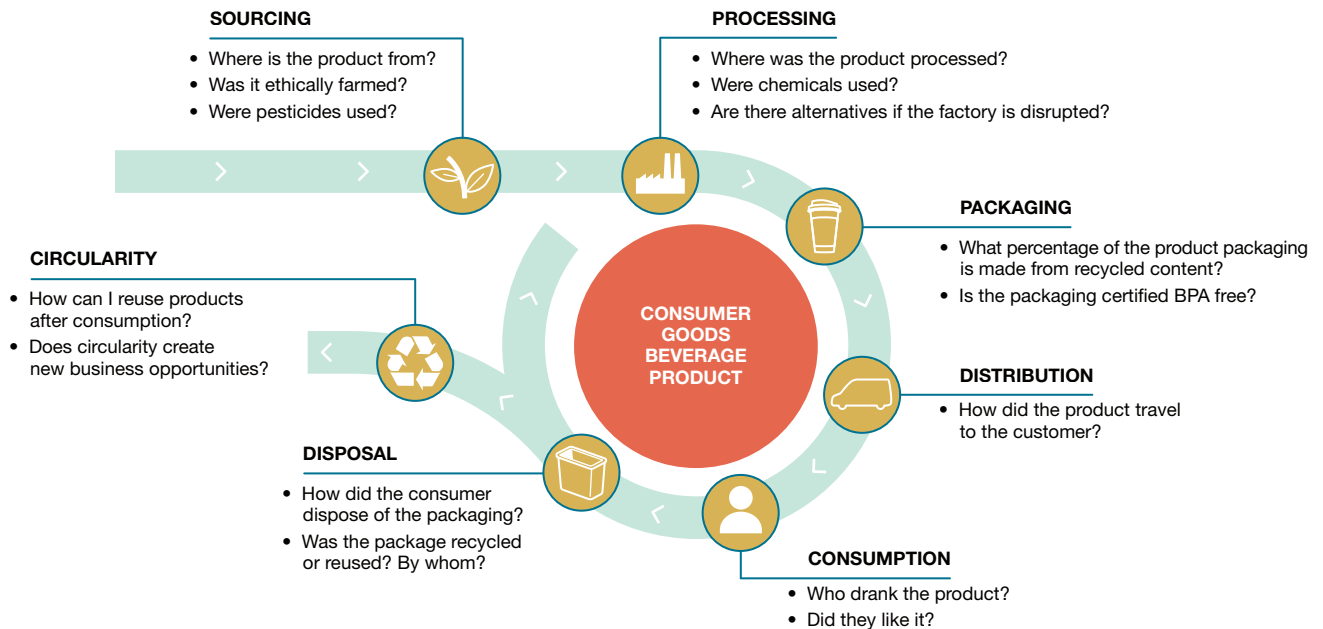 SOURCING
• Where is the product from?
• Was it ethically farmed?
• Were pesticides used?
PROCESSING
• Where was the product processed?
• Were chemicals used?
• Are there alternatives if the factory is disrupted?
PACKAGING
• What percentage of the product packaging
is made from recycled content?
• Is the packaging certified BPA free?
CONSUMER
GOODS
BEVERAGE
PRODUCT
DISTRIBUTION
• How did the product travel
to the customer?
CONSUMPTION
• Who drank the product?
• Did they like it?
DISPOSAL
• How did the consumer
dispose of the packaging?
• Was the package recycled
or reused? By whom?
CIRCULARITY
• How can I reuse products
after consumption?
• Does circularity create
new business opportunities?